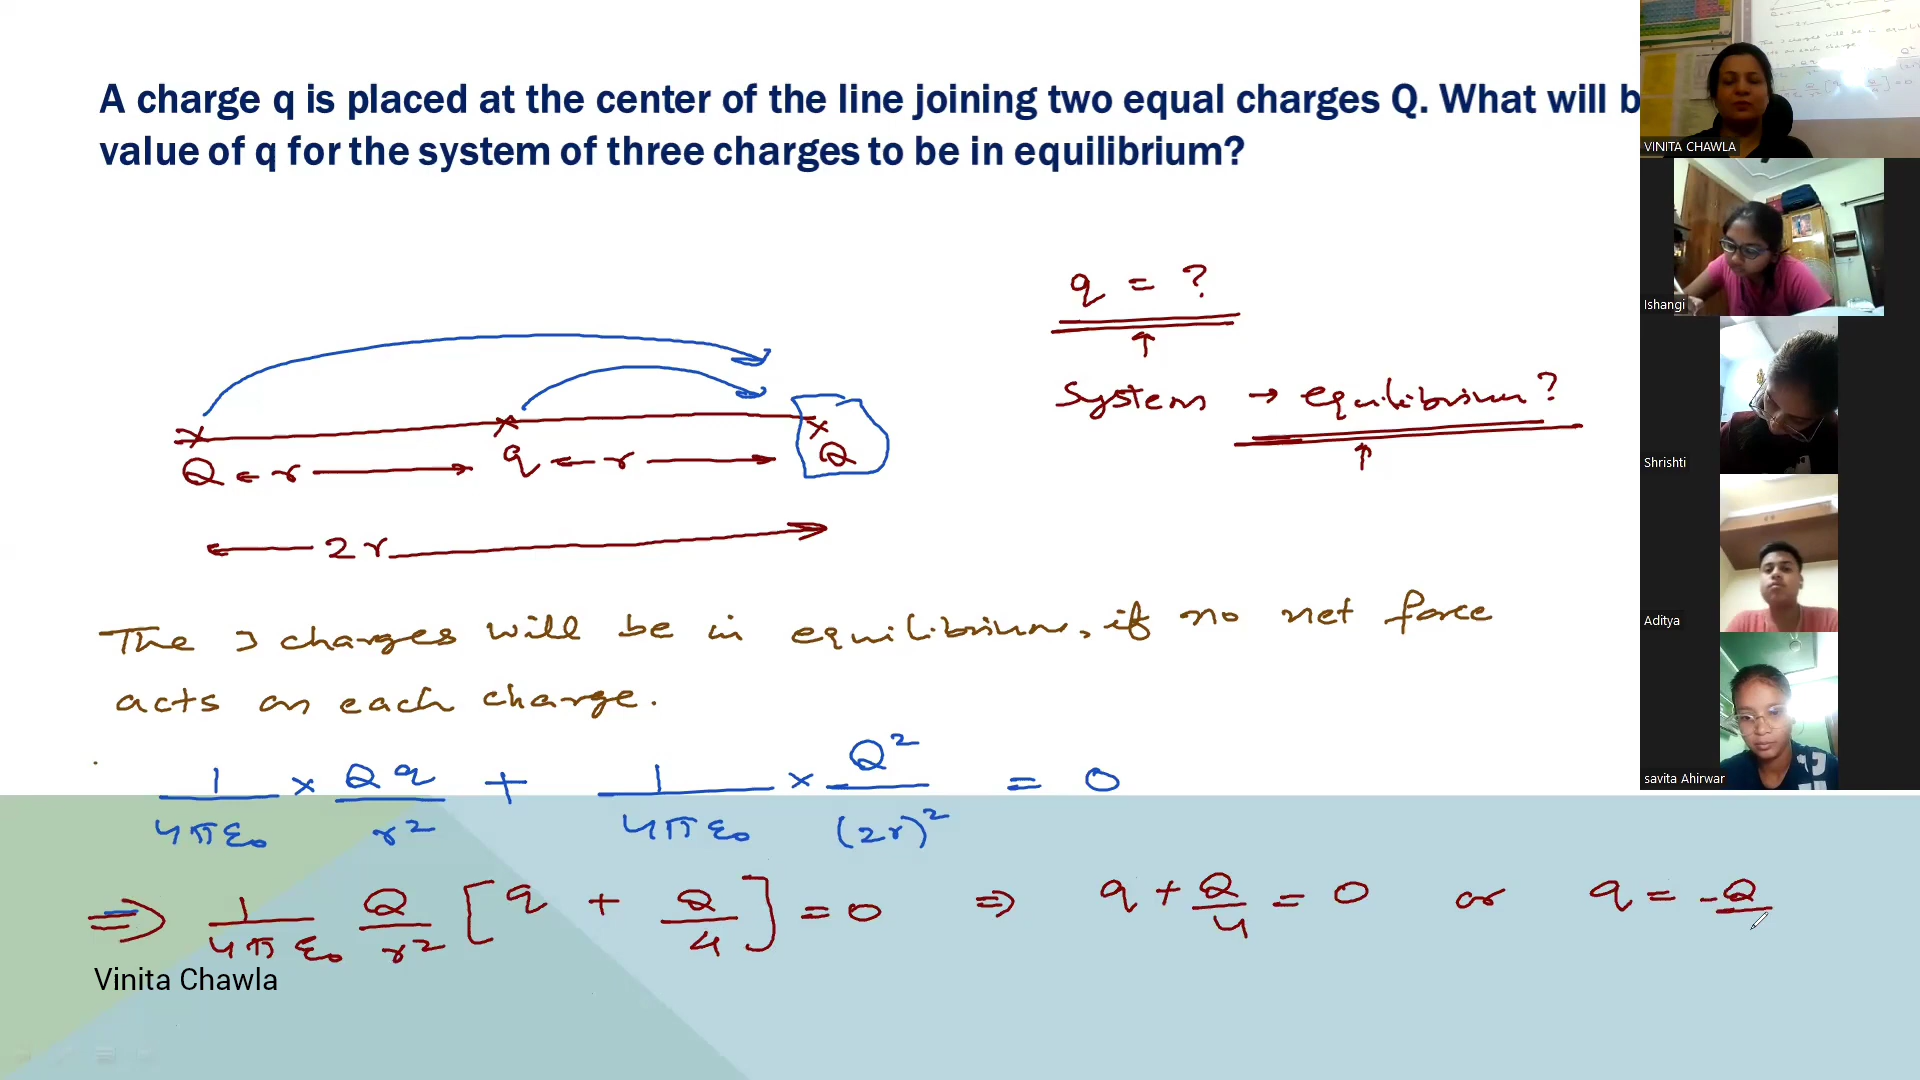 A charge q is placed at the center of the line joining two equal charges Q. What will b
value of q for the system of three charges to be in equilibrium?
VINITA CHAWLA
Ishangi
Shrishti
Aditya
savita Ahirwar
q = ?
↑
System → equilibrium?
↑
Q ← r → q ← r → Q
← 2r →
The 3 charges will be in equilibrium, if no net force
acts on each charge.
1/4πε₀ × Qq/r² + 1/4πε₀ × Q²/(2r)² = 0
⇒ 1/4πε₀ Q/r² [q + Q/4] = 0 ⇒ q + Q/4 = 0 or q = -Q
Vinita Chawla